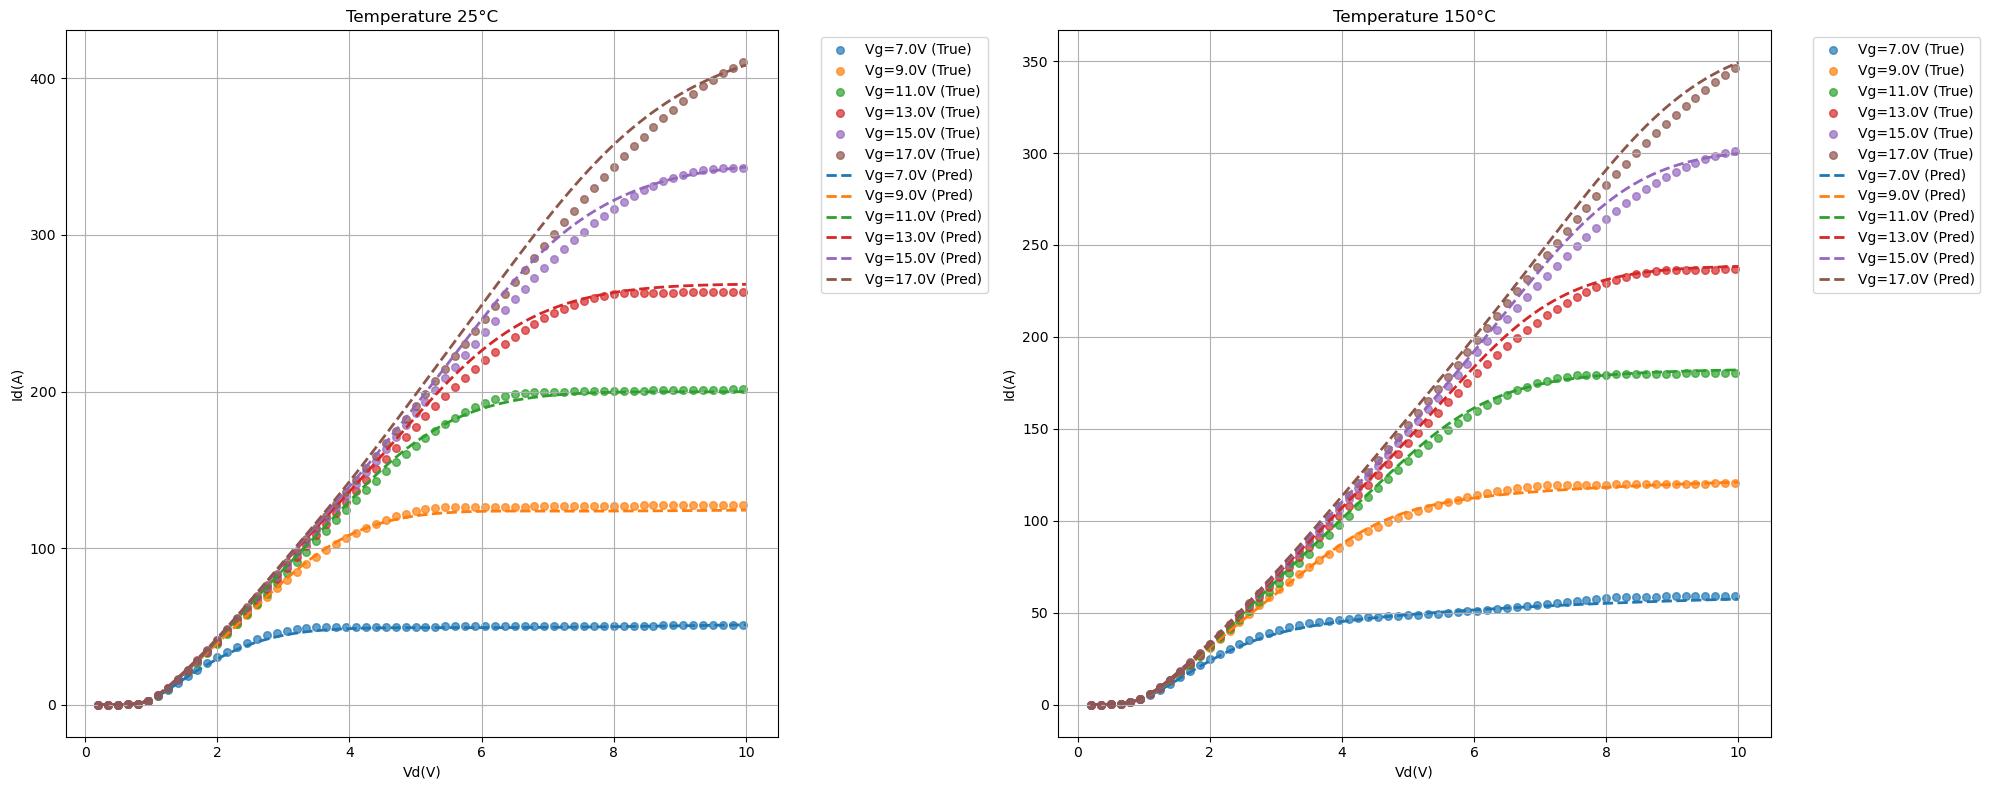 Temperature 25°C
Id(A)
400
300
200
100
0
0 2 4 6 8 10
Vd(V)
Vg=7.0V (True)
Vg=9.0V (True)
Vg=11.0V (True)
Vg=13.0V (True)
Vg=15.0V (True)
Vg=17.0V (True)
Vg=7.0V (Pred)
Vg=9.0V (Pred)
Vg=11.0V (Pred)
Vg=13.0V (Pred)
Vg=15.0V (Pred)
Vg=17.0V (Pred)
Temperature 150°C
Id(A)
350
300
250
200
150
100
50
0
0 2 4 6 8 10
Vd(V)
Vg=7.0V (True)
Vg=9.0V (True)
Vg=11.0V (True)
Vg=13.0V (True)
Vg=15.0V (True)
Vg=17.0V (True)
Vg=7.0V (Pred)
Vg=9.0V (Pred)
Vg=11.0V (Pred)
Vg=13.0V (Pred)
Vg=15.0V (Pred)
Vg=17.0V (Pred)